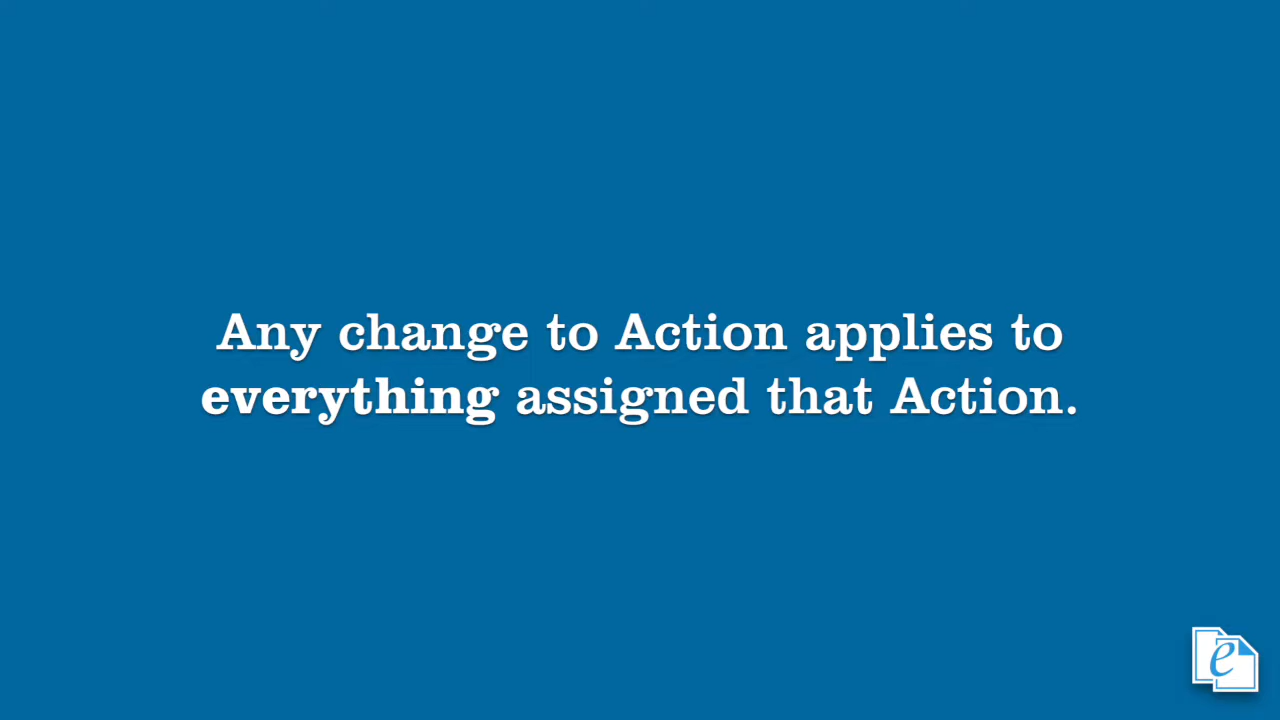 Any change to Action applies to
everything assigned that Action.
e